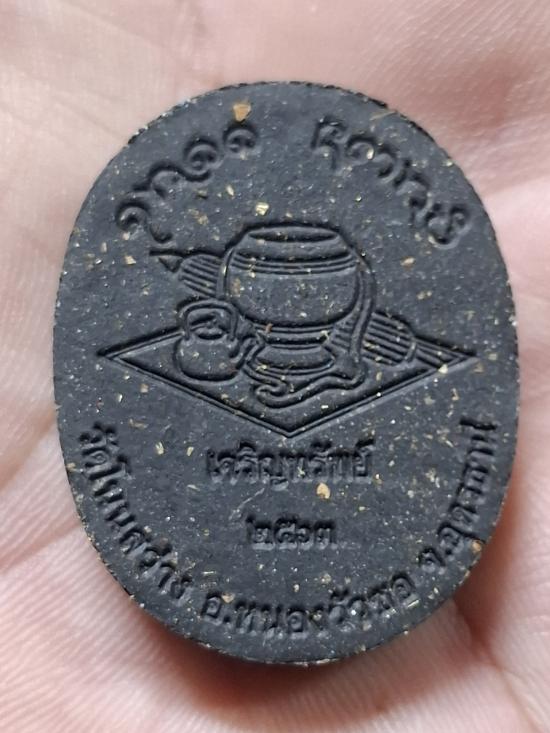 เจริญทรัพย์
๒๕๖๓
วัดโนนสว่าง อ.หนองวัวซอ จ.อุดรธานี